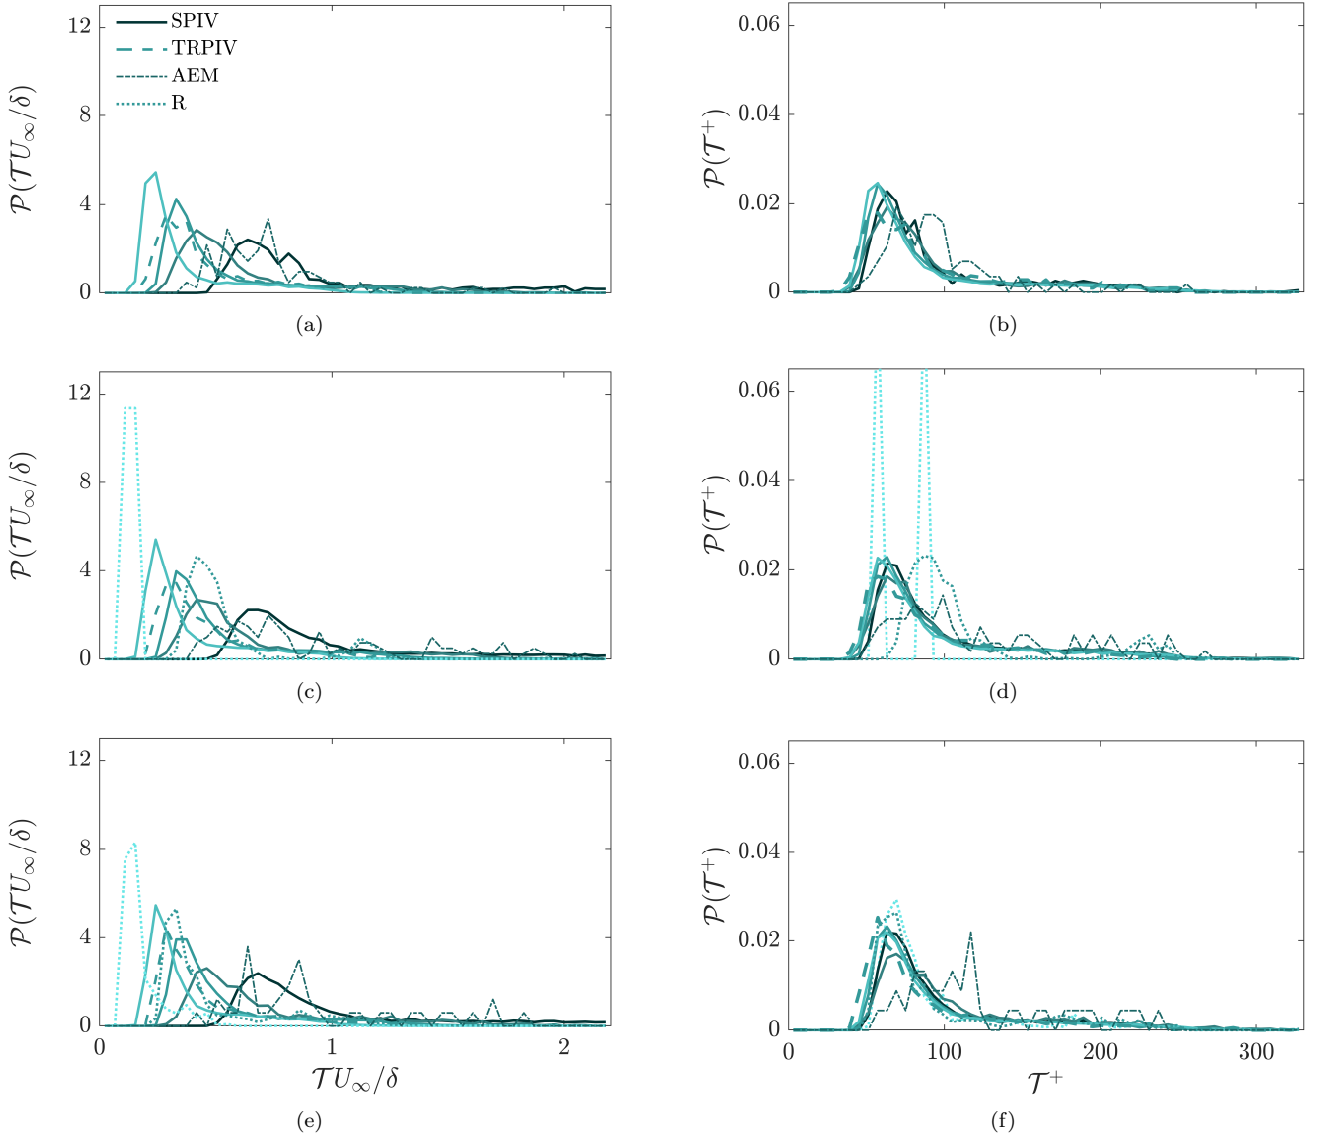 12
8
4
0
P(TU∞/δ)
SPIV
TRPIV
AEM
R
(a)
0.06
0.04
0.02
0
P(T+)
(b)
12
8
4
0
P(TU∞/δ)
(c)
0.06
0.04
0.02
0
P(T+)
(d)
12
8
4
0
P(TU∞/δ)
0 1 2
TU∞/δ
(e)
0.06
0.04
0.02
0
P(T+)
0 100 200 300
T+
(f)